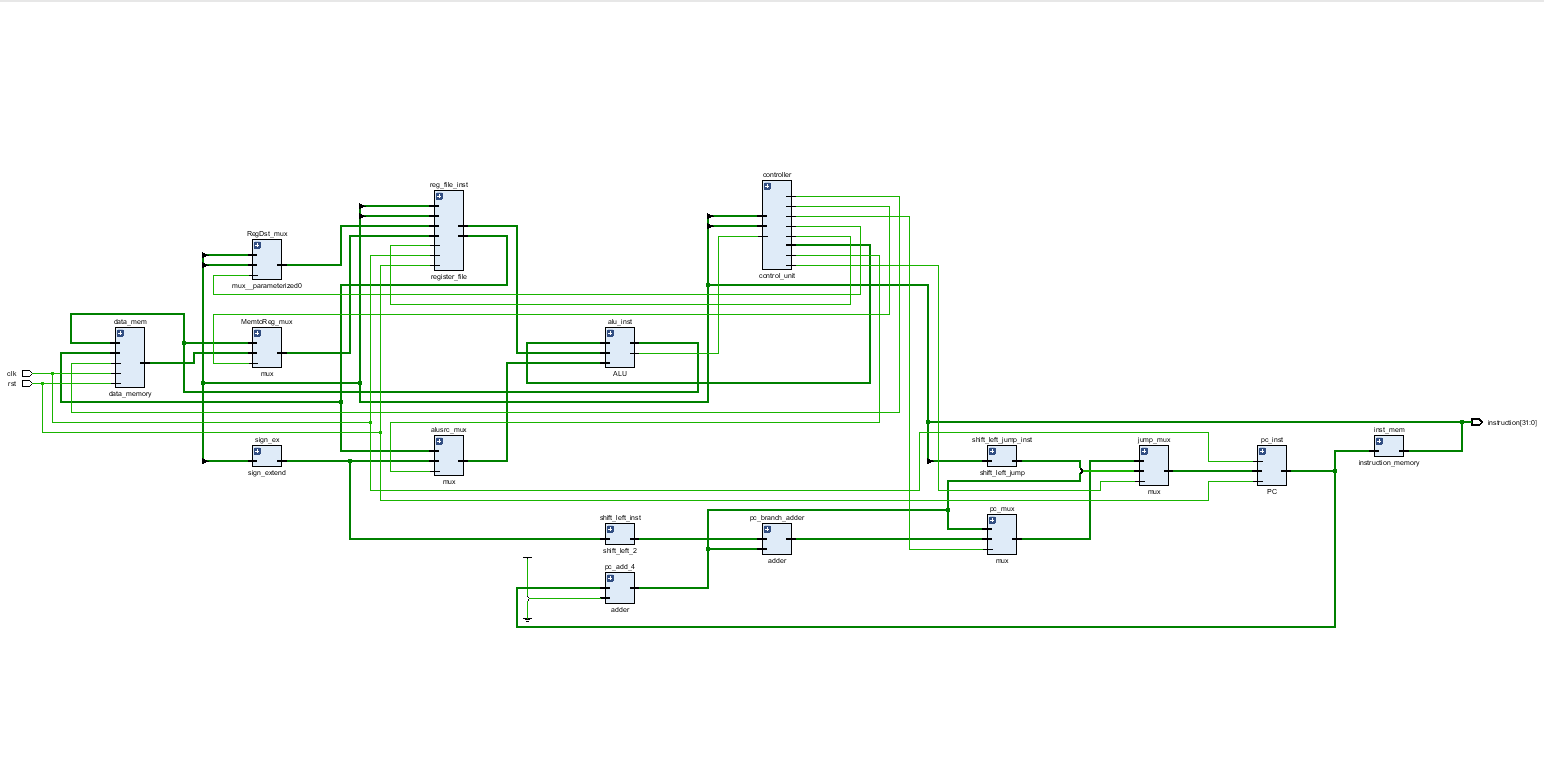 controller
control_unit
reg_file_inst
register_file
RegDst_mux
mux__parameterized0
data_mem
data_memory
MemtoReg_mux
mux
alu_inst
ALU
clk
rst
instruction[31:0]
sign_ex
sign_extend
alusrc_mux
mux
shift_left_jump_inst
shift_left_jump
jump_mux
mux
pc_inst
PC
inst_mem
instruction_memory
shift_left_inst
shift_left_2
pc_branch_adder
adder
pc_mux
mux
pc_add_4
adder